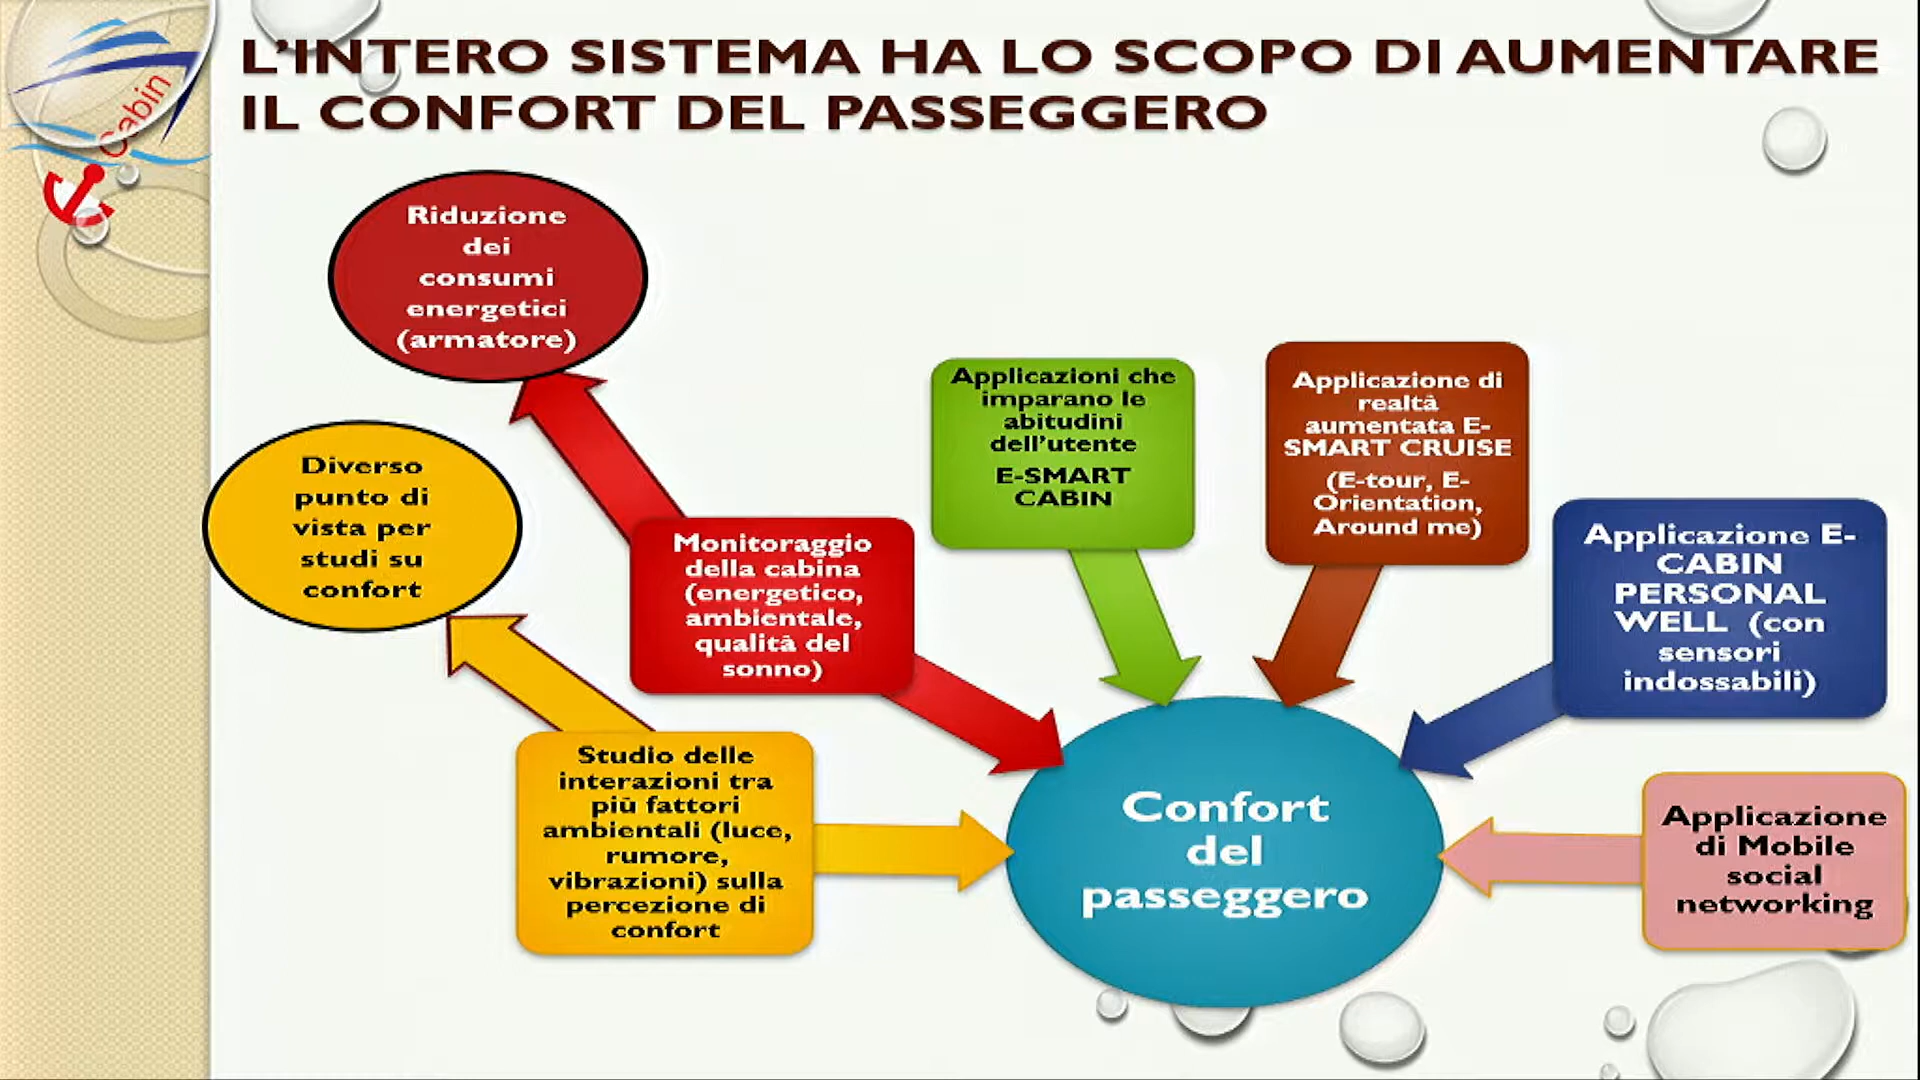 L'INTERO SISTEMA HA LO SCOPO DI AUMENTARE
IL CONFORT DEL PASSEGGERO
Cabin
Riduzione
dei
consumi
energetici
(armatore)
Diverso
punto di
vista per
studi su
confort
Monitoraggio
della cabina
(energetico,
ambientale,
qualità del
sonno)
Studio delle
interazioni tra
più fattori
ambientali (luce,
rumore,
vibrazioni) sulla
percezione di
confort
Applicazioni che
imparano le
abitudini
dell'utente
E-SMART
CABIN
Applicazione di
realtà
aumentata E-
SMART CRUISE
(E-tour, E-
Orientation,
Around me)
Applicazione E-
CABIN
PERSONAL
WELL (con
sensori
indossabili)
Applicazione
di Mobile
social
networking
Confort
del
passeggero